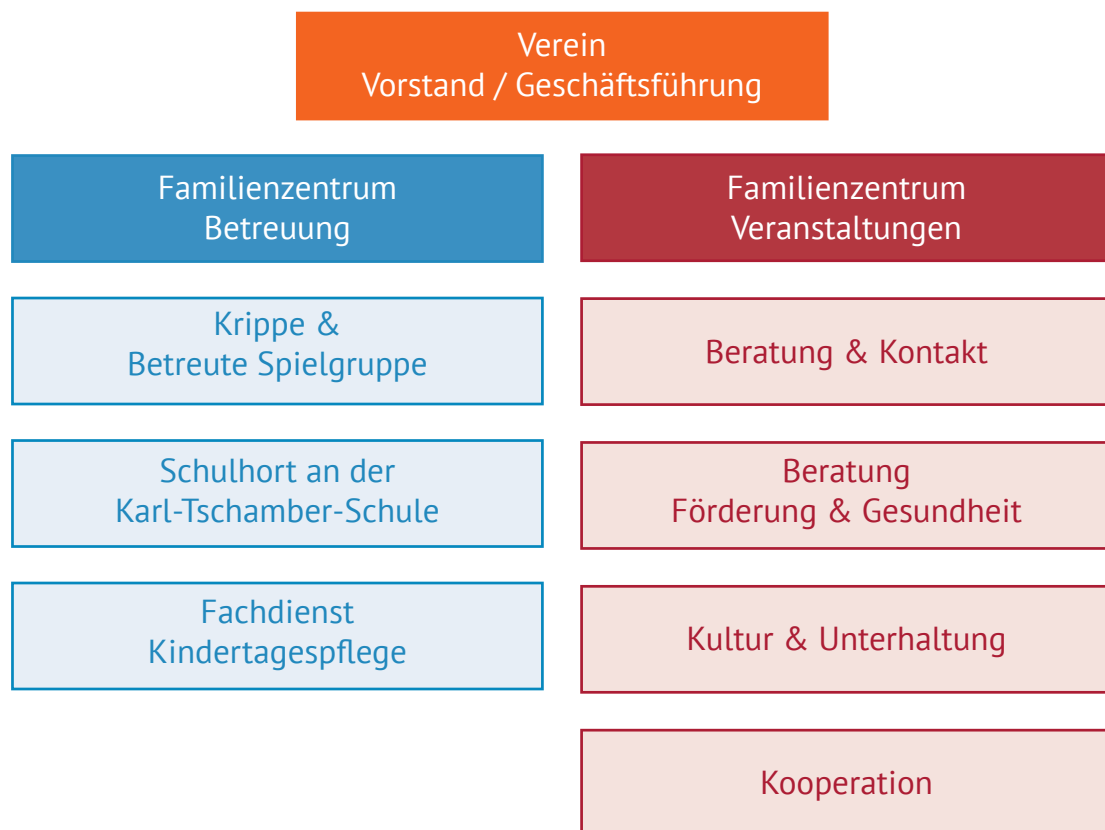 Verein
Vorstand / Geschäftsführung
Familienzentrum
Betreuung
Krippe &
Betreute Spielgruppe
Schulhort an der
Karl-Tschamber-Schule
Fachdienst
Kindertagespflege
Familienzentrum
Veranstaltungen
Beratung & Kontakt
Beratung
Förderung & Gesundheit
Kultur & Unterhaltung
Kooperation